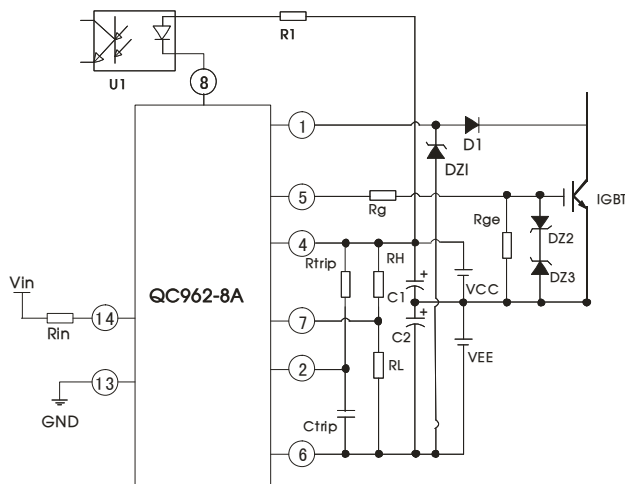 R1
U1
8
1
D1
DZ1
5
Rg
IGBT
Rge
DZ2
4
Rtrip
RH
DZ3
QC962-8A
C1
+
VCC
Vin
14
7
C2
+
Rin
2
RL
VEE
13
GND
Ctrip
6